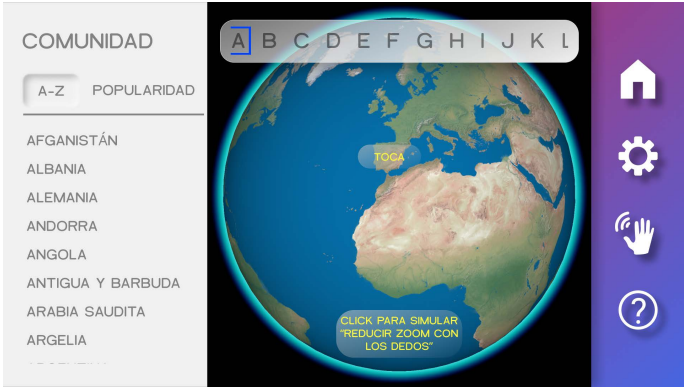 COMUNIDAD
A-Z POPULARIDAD
AFGANISTÁN
ALBANIA
ALEMANIA
ANDORRA
ANGOLA
ANTIGUA Y BARBUDA
ARABIA SAUDITA
ARGELIA
A B C D E F G H I J K L
TOCA
CLICK PARA SIMULAR
"REDUCIR ZOOM CON
LOS DEDOS"
?